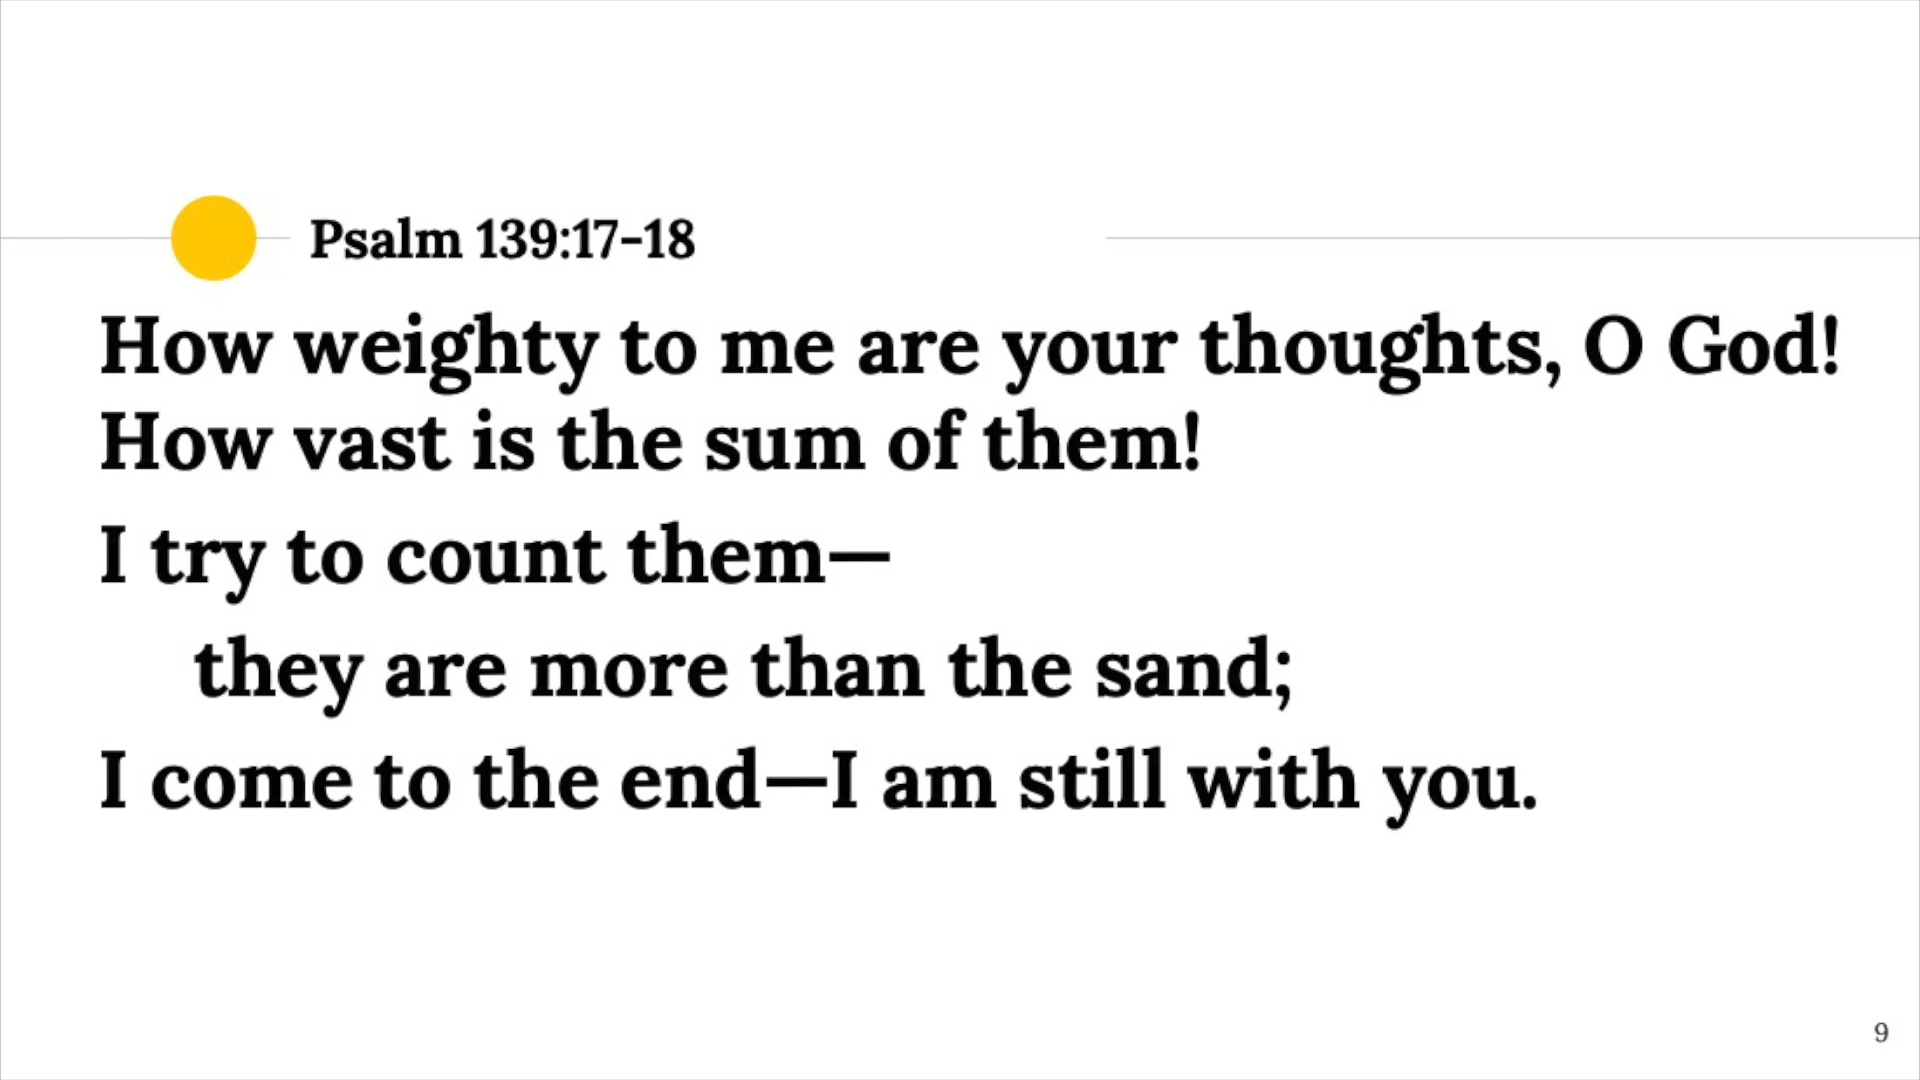 Psalm 139:17–18
How weighty to me are your thoughts, O God!
How vast is the sum of them!
I try to count them—
they are more than the sand;
I come to the end—I am still with you.
9